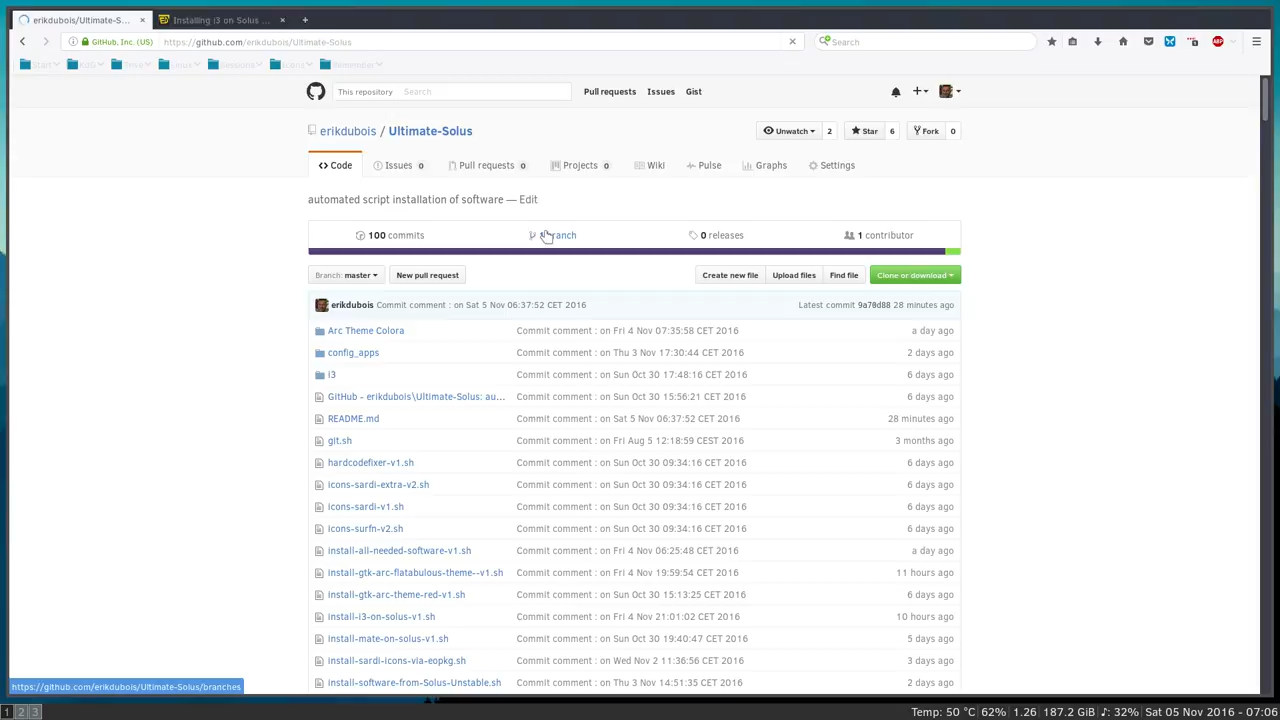 erikdubois/Ultimate-S... ×
Installing i3 on Solus ... ×
+
GitHub, Inc. (US) https://github.com/erikdubois/Ultimate-Solus
Search
ABP
This repository Search Pull requests Issues Gist
erikdubois / Ultimate-Solus
Unwatch 2 Star 6 Fork 0
<> Code Issues 0 Pull requests 0 Projects 0 Wiki Pulse Graphs Settings
automated script installation of software — Edit
100 commits 1 branch 0 releases 1 contributor
Branch: master New pull request Create new file Upload files Find file Clone or download
erikdubois Commit comment : on Sat 5 Nov 06:37:52 CET 2016 Latest commit 9a70d88 28 minutes ago
Arc Theme Colora Commit comment : on Fri 4 Nov 07:35:58 CET 2016 a day ago
config_apps Commit comment : on Thu 3 Nov 17:30:44 CET 2016 2 days ago
i3 Commit comment : on Sun Oct 30 17:48:16 CET 2016 6 days ago
GitHub - erikdubois\Ultimate-Solus: au... Commit comment : on Sun Oct 30 15:56:21 CET 2016 6 days ago
README.md Commit comment : on Sat 5 Nov 06:37:52 CET 2016 28 minutes ago
git.sh Commit comment : on Fri Aug 5 12:18:59 CEST 2016 3 months ago
hardcodefixer-v1.sh Commit comment : on Sun Oct 30 09:34:16 CET 2016 6 days ago
icons-sardi-extra-v2.sh Commit comment : on Sun Oct 30 09:34:16 CET 2016 6 days ago
icons-sardi-v1.sh Commit comment : on Sun Oct 30 09:34:16 CET 2016 6 days ago
icons-surfn-v2.sh Commit comment : on Sun Oct 30 09:34:16 CET 2016 6 days ago
install-all-needed-software-v1.sh Commit comment : on Fri 4 Nov 06:25:48 CET 2016 a day ago
install-gtk-arc-flatabulous-theme--v1.sh Commit comment : on Fri 4 Nov 19:59:54 CET 2016 11 hours ago
install-gtk-arc-theme-red-v1.sh Commit comment : on Sun Oct 30 15:13:25 CET 2016 6 days ago
install-i3-on-solus-v1.sh Commit comment : on Fri 4 Nov 21:01:02 CET 2016 10 hours ago
install-mate-on-solus-v1.sh Commit comment : on Sun Oct 30 19:40:47 CET 2016 5 days ago
install-sardi-icons-via-eopkg.sh Commit comment : on Wed Nov 2 11:36:56 CET 2016 3 days ago
install-software-from-Solus-Unstable.sh Commit comment : on Thu 3 Nov 14:51:35 CET 2016 2 days ago
https://github.com/erikdubois/Ultimate-Solus/branches
1 2 3 Temp: 50 °C 62% 1.26 187.2 GiB ♪: 32% Sat 05 Nov 2016 - 07:06